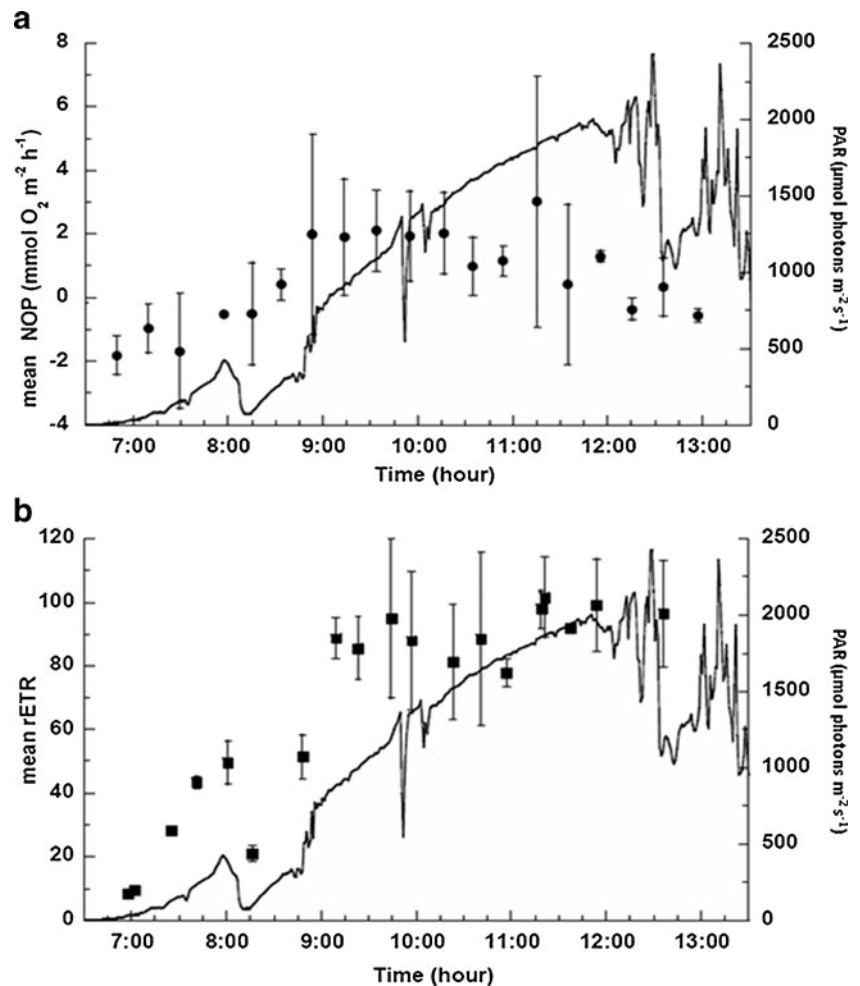 a
8
6
4
2
0
-2
-4
mean NOP (mmol O₂ m⁻² h⁻¹)
2500
2000
1500
1000
500
0
PAR (µmol photons m⁻² s⁻¹)
7:00 8:00 9:00 10:00 11:00 12:00 13:00
Time (hour)
b
120
100
80
60
40
20
0
mean rETR
2500
2000
1500
1000
500
0
PAR (µmol photons m⁻² s⁻¹)
7:00 8:00 9:00 10:00 11:00 12:00 13:00
Time (hour)